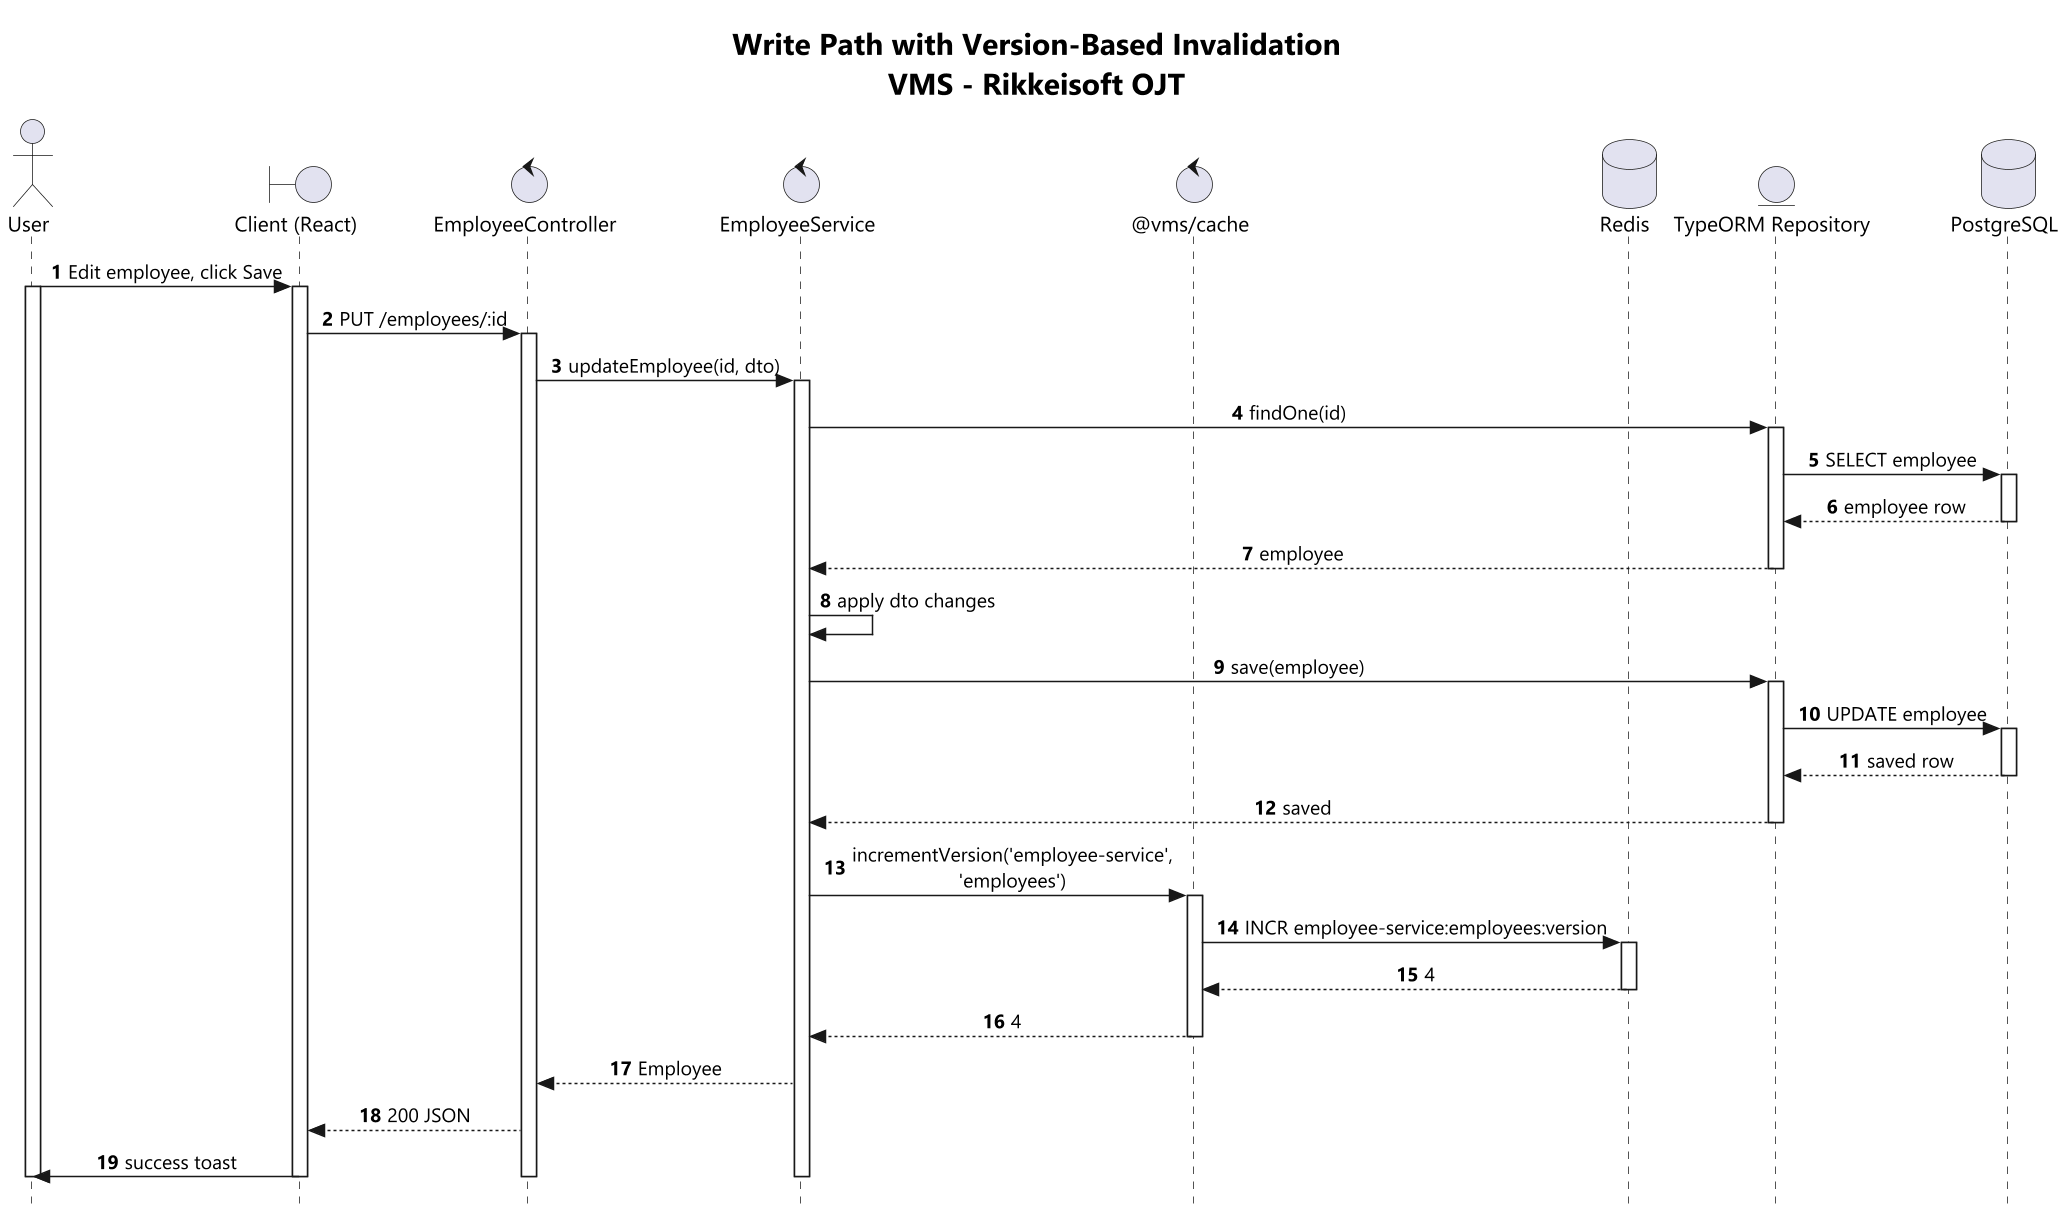 Write Path with Version-Based Invalidation
VMS - Rikkeisoft OJT
User
Client (React)
EmployeeController
EmployeeService
@vms/cache
Redis
TypeORM Repository
PostgreSQL
1 Edit employee, click Save
2 PUT /employees/:id
3 updateEmployee(id, dto)
4 findOne(id)
5 SELECT employee
6 employee row
7 employee
8 apply dto changes
9 save(employee)
10 UPDATE employee
11 saved row
12 saved
13 incrementVersion('employee-service',
'employees')
14 INCR employee-service:employees:version
15 4
16 4
17 Employee
18 200 JSON
19 success toast